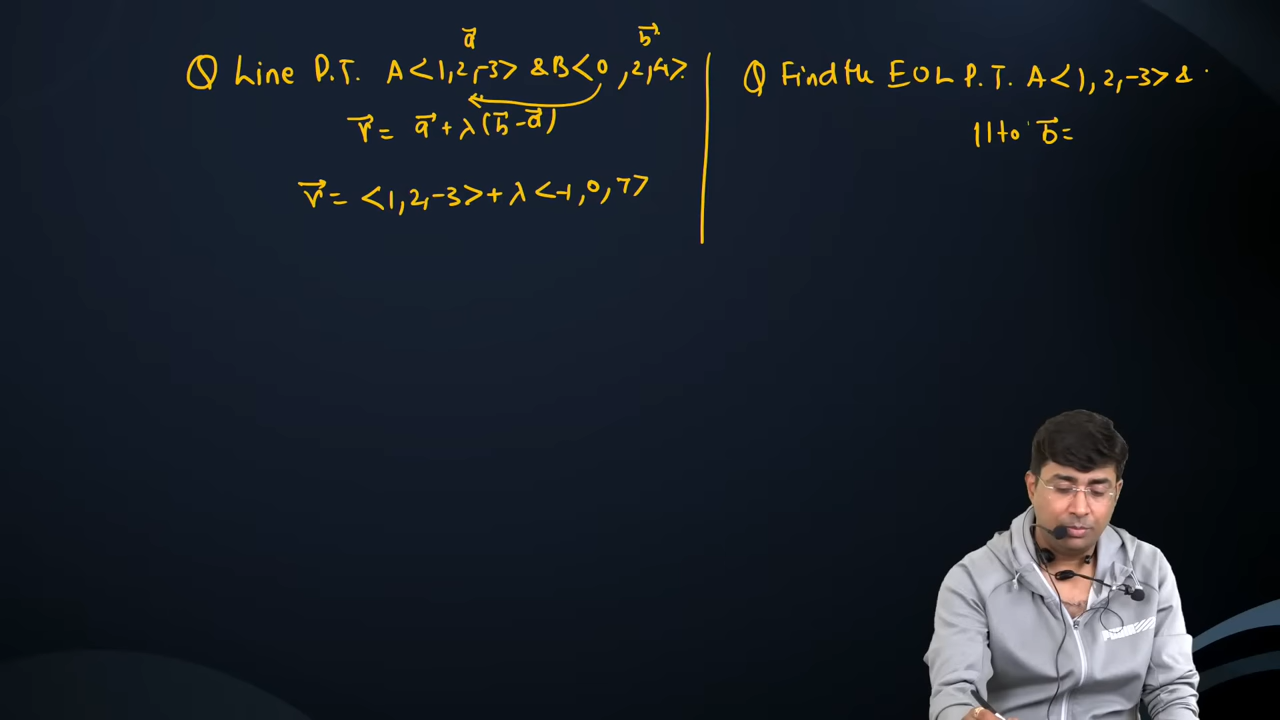 a⃗ b⃗
Q Line P.T. A<1,2,-3> & B<0,2,4>
r⃗ = a⃗ + λ(b⃗ - a⃗)
r⃗ = <1,2,-3> + λ<-1,0,7>
Q Find the EOL P.T. A<1,2,-3> &
|| to b⃗ =